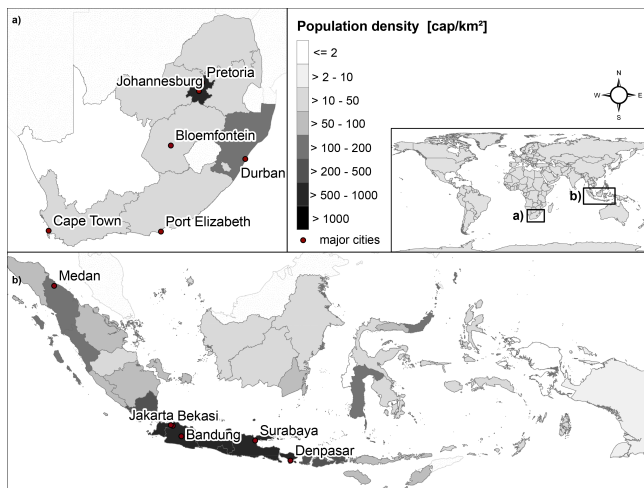 a)
Pretoria
Johannesburg
Bloemfontein
Durban
Cape Town
Port Elizabeth
Population density [cap/km²]
<= 2
> 2 - 10
> 10 - 50
> 50 - 100
> 100 - 200
> 200 - 500
> 500 - 1000
> 1000
major cities
N
W E
S
b)
a)
b)
Medan
Jakarta Bekasi
Bandung
Surabaya
Denpasar